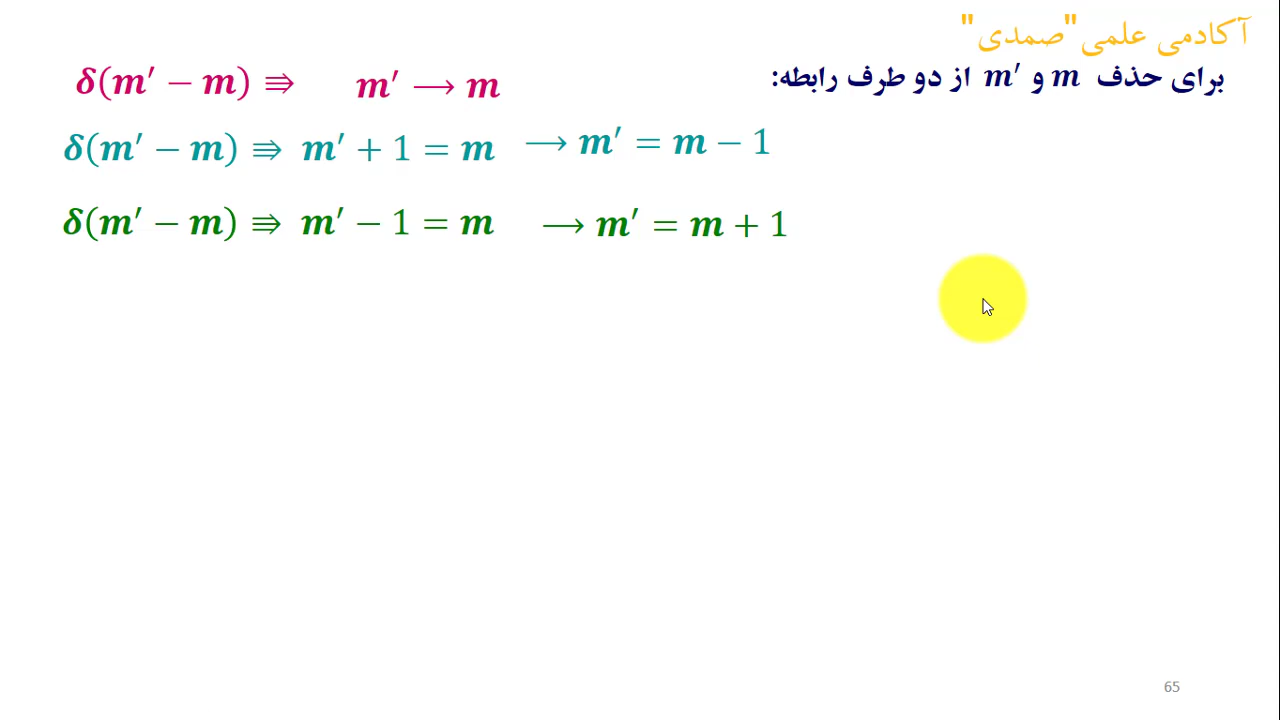 آکادمی علمی"صمدی"
برای حذف m و m′ از دو طرف رابطه:
δ(m′ − m) ⇛ m′ ⟶ m
δ(m′ − m) ⇛ m′ + 1 = m ⟶ m′ = m − 1
δ(m′ − m) ⇛ m′ − 1 = m ⟶ m′ = m + 1
65